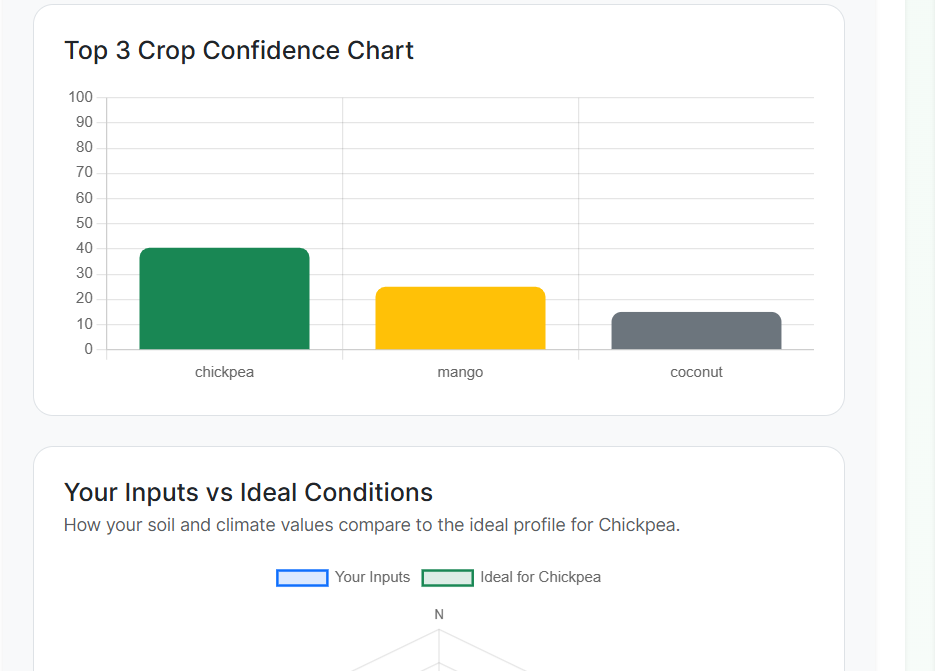 Top 3 Crop Confidence Chart
100
90
80
70
60
50
40
30
20
10
0
chickpea mango coconut
Your Inputs vs Ideal Conditions
How your soil and climate values compare to the ideal profile for Chickpea.
Your Inputs Ideal for Chickpea
N